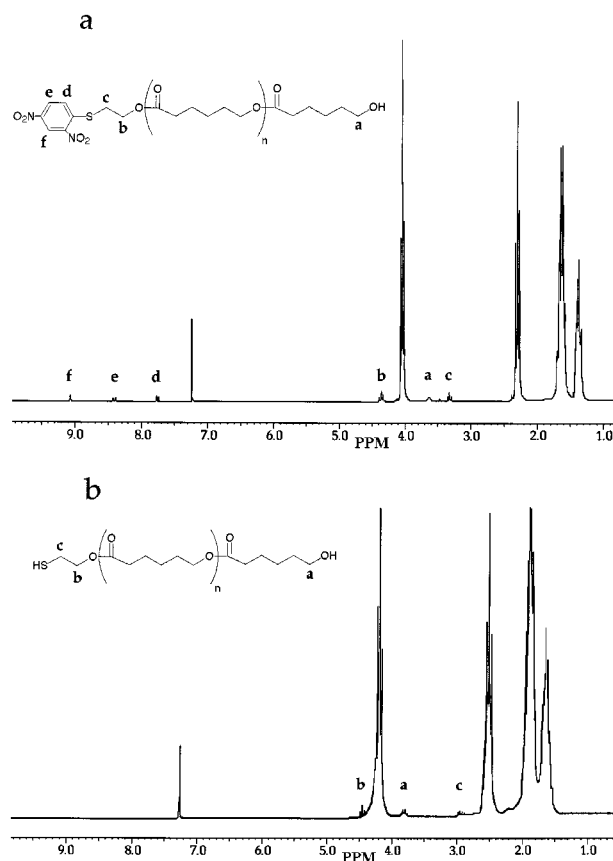 a
e d c
O₂N S O O O OH
b a
f NO₂ n
f e d b a c
9.0 8.0 7.0 6.0 5.0 4.0 3.0 2.0 1.0
PPM
b
c O O OH
HS b O O a
n
b a c
9.0 8.0 7.0 6.0 5.0 4.0 3.0 2.0 1.0
PPM